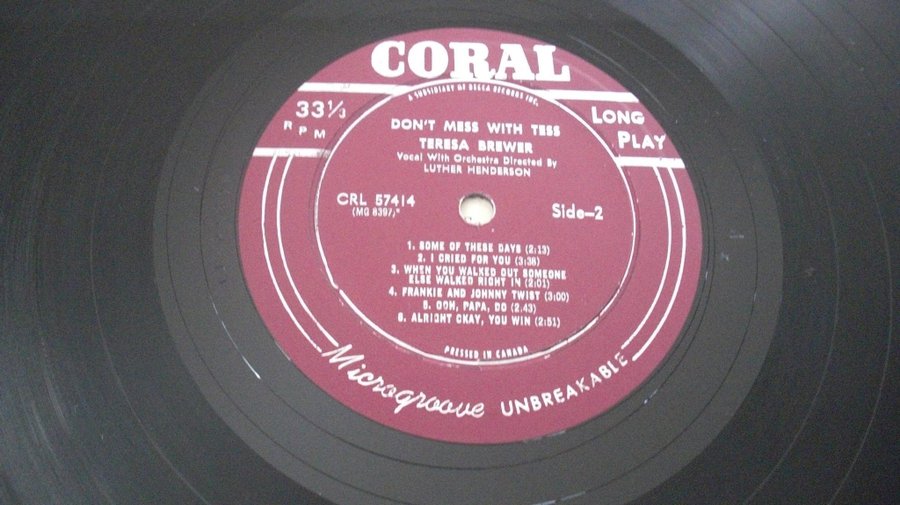 CORAL
A SUBSIDIARY OF DECCA RECORDS INC.
33 1/3
RPM
LONG
PLAY
DON'T MESS WITH TESS
TERESA BREWER
Vocal With Orchestra Directed By
LUTHER HENDERSON
CRL 57414
(MG 8397)*
Side-2
1. SOME OF THESE DAYS (2:13)
2. I CRIED FOR YOU (3:38)
3. WHEN YOU WALKED OUT SOMEONE
ELSE WALKED RIGHT IN (2:01)
4. FRANKIE AND JOHNNY TWIST (3:00)
5. OOH, PAPA, DO (2.43)
6. ALRIGHT OKAY, YOU WIN (2:51)
PRESSED IN CANADA
Microgroove UNBREAKABLE